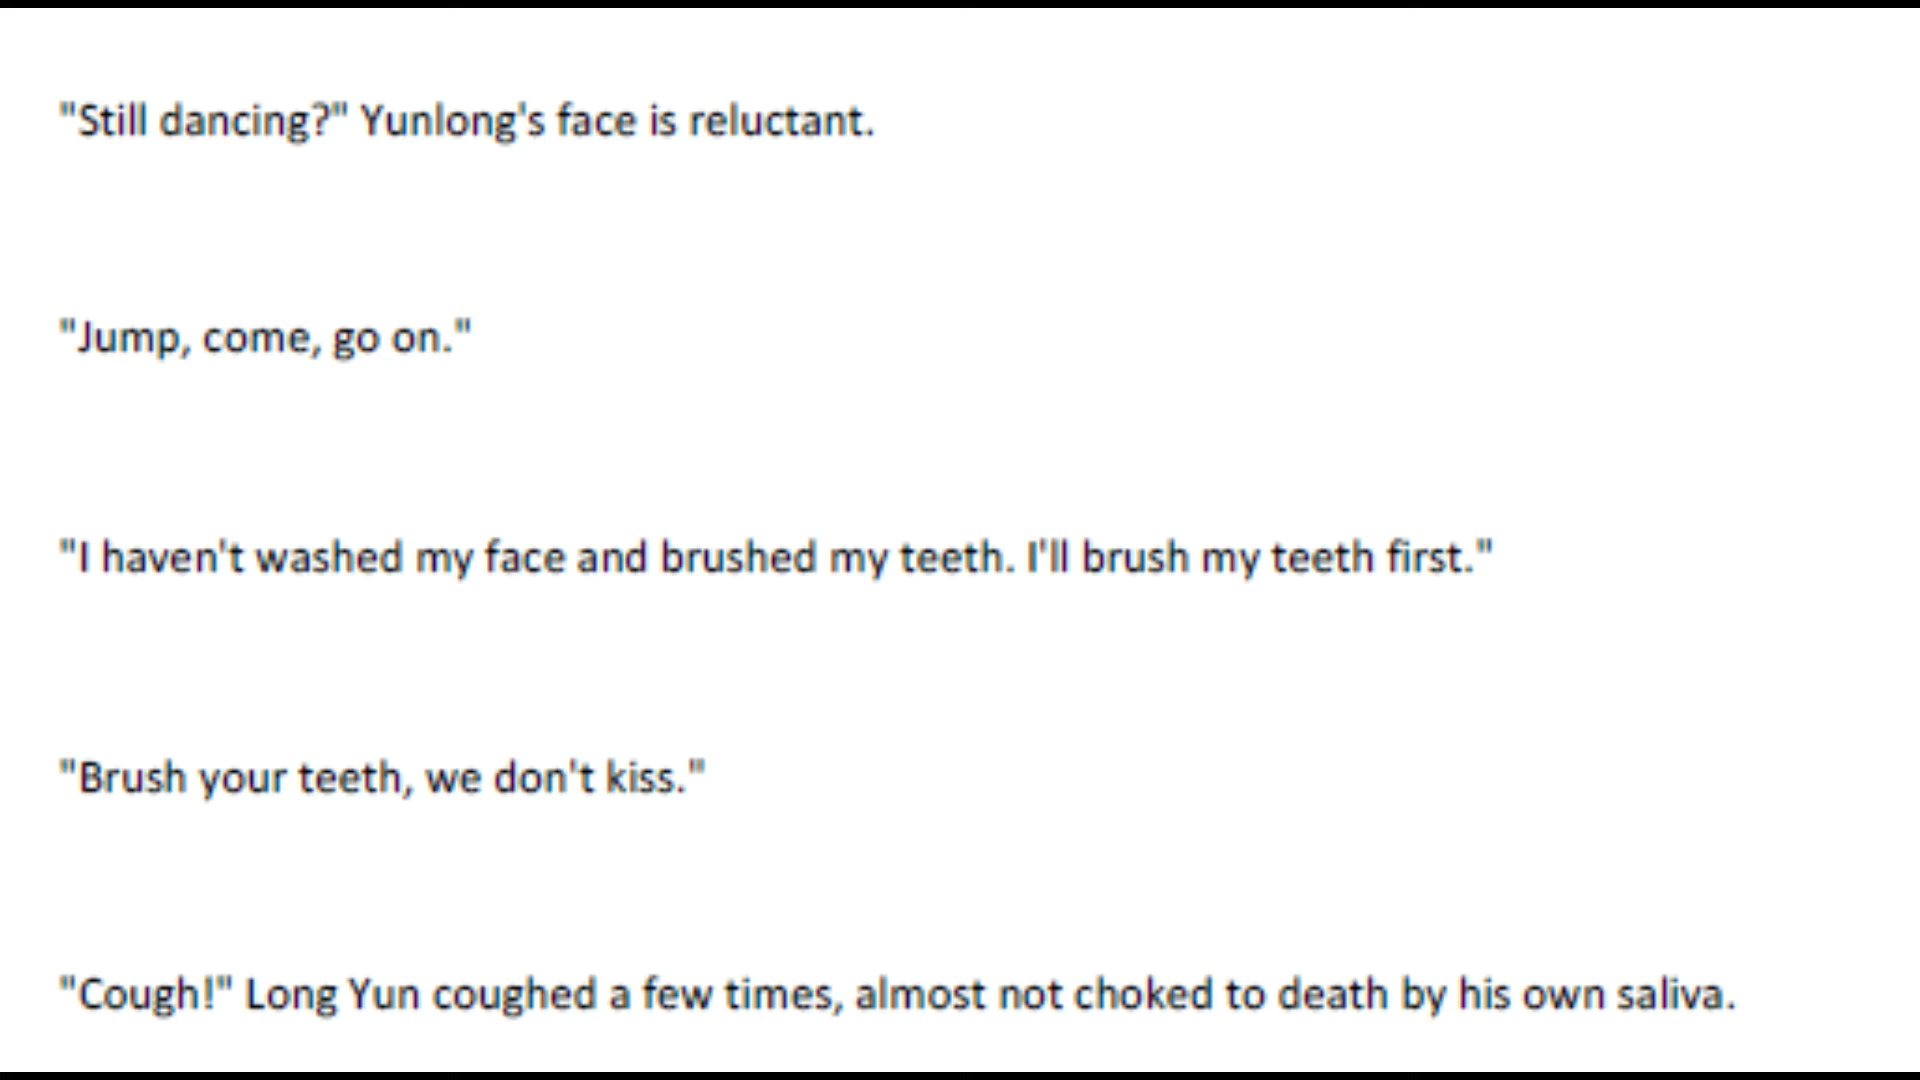 "Still dancing?" Yunlong's face is reluctant.
"Jump, come, go on."
"I haven't washed my face and brushed my teeth. I'll brush my teeth first."
"Brush your teeth, we don't kiss."
"Cough!" Long Yun coughed a few times, almost not choked to death by his own saliva.